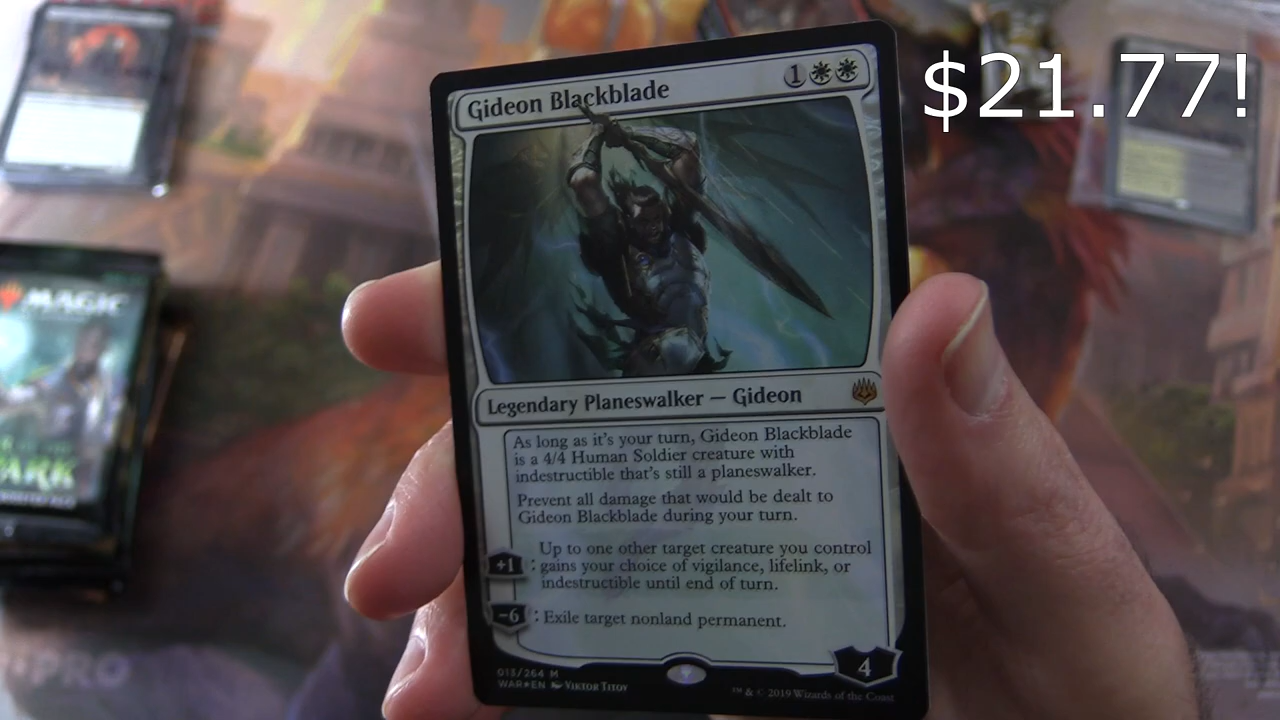 $21.77!
Gideon Blackblade
1
Legendary Planeswalker — Gideon
As long as it's your turn, Gideon Blackblade
is a 4/4 Human Soldier creature with
indestructible that's still a planeswalker.
Prevent all damage that would be dealt to
Gideon Blackblade during your turn.
+1: Up to one other target creature you control
gains your choice of vigilance, lifelink, or
indestructible until end of turn.
−6: Exile target nonland permanent.
4
013/264 M
WAR★EN Viktor Titov
™ & © 2019 Wizards of the Coast
MAGIC